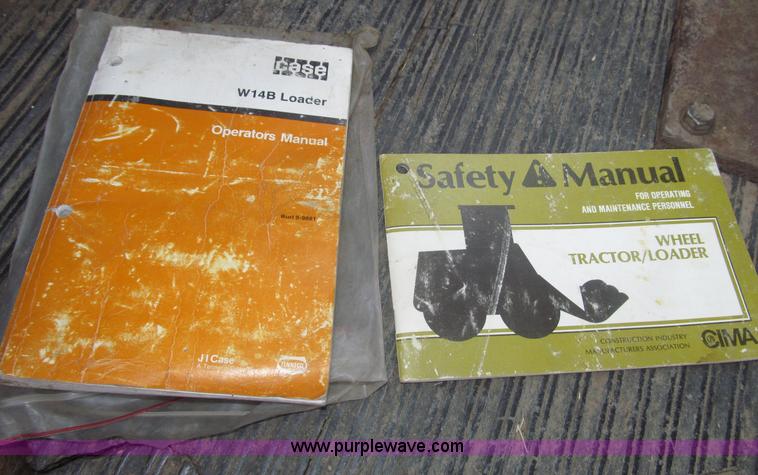 case
W14B Loader
Operators Manual
J I Case
TENNECO
Safety Manual
FOR OPERATING
AND MAINTENANCE PERSONNEL
WHEEL
TRACTOR/LOADER
CONSTRUCTION INDUSTRY
MANUFACTURERS ASSOCIATION
CIMA
www.purplewave.com